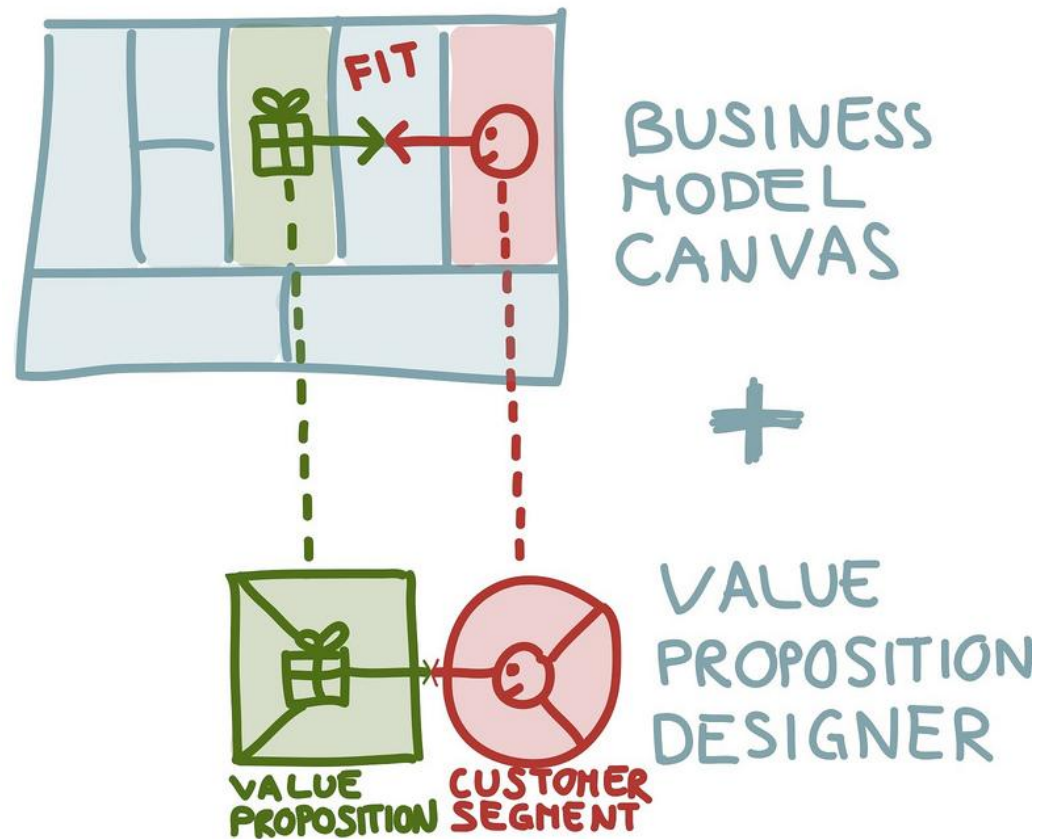 FIT
BUSINESS
MODEL
CANVAS
+
VALUE
PROPOSITION
DESIGNER
VALUE
PROPOSITION
CUSTOMER
SEGMENT